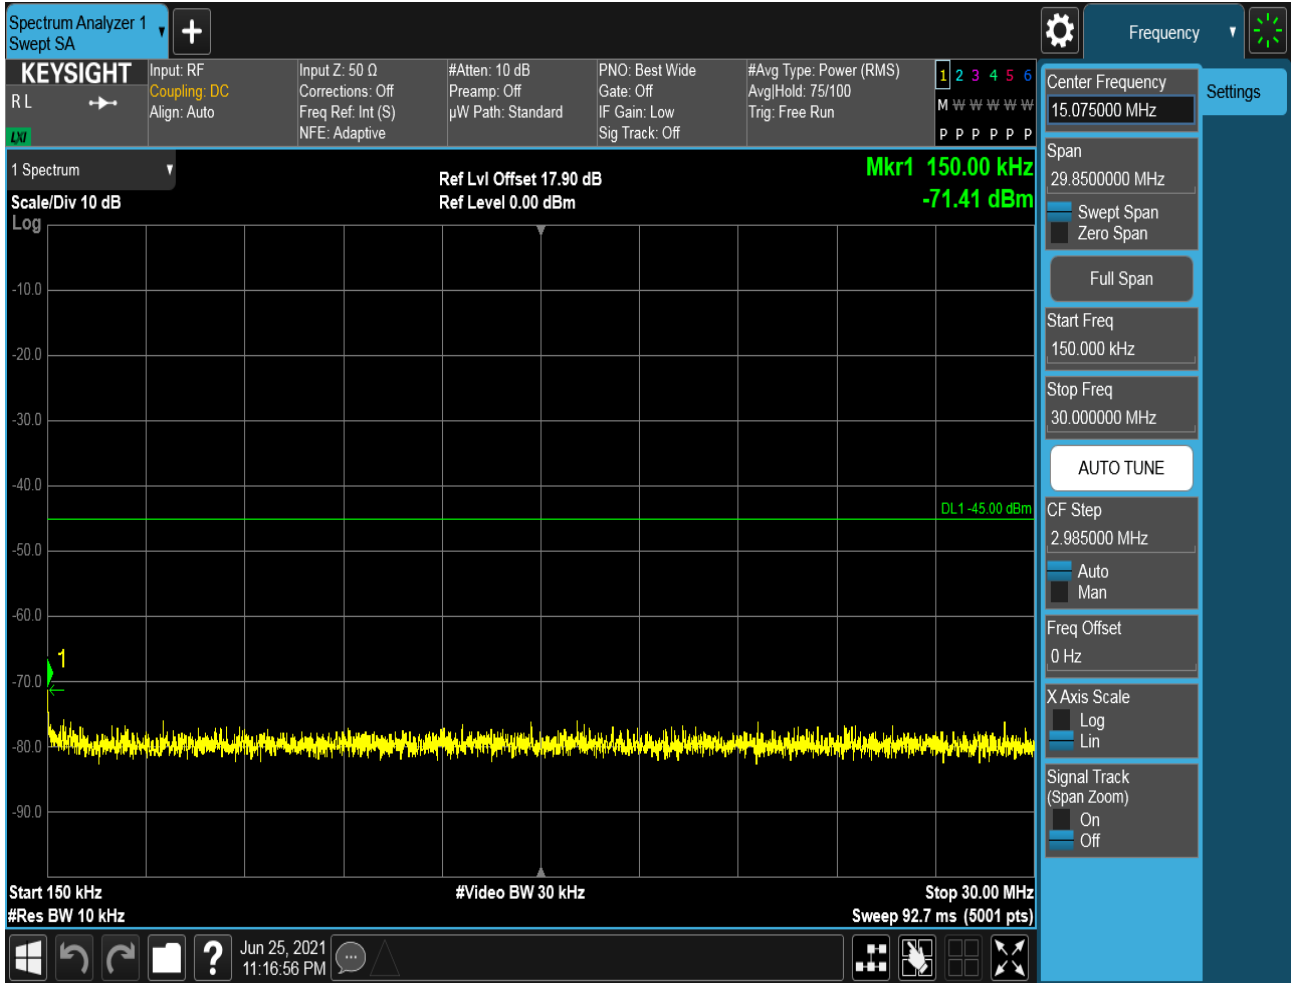 Spectrum Analyzer 1
Swept SA
Frequency
KEYSIGHT
R L
LXI
Input: RF
Coupling: DC
Align: Auto
Input Z: 50 Ω
Corrections: Off
Freq Ref: Int (S)
NFE: Adaptive
#Atten: 10 dB
Preamp: Off
µW Path: Standard
PNO: Best Wide
Gate: Off
IF Gain: Low
Sig Track: Off
#Avg Type: Power (RMS)
Avg|Hold: 75/100
Trig: Free Run
1 2 3 4 5 6
M W W W W W
P P P P P P
1 Spectrum
Scale/Div 10 dB
Log
Ref Lvl Offset 17.90 dB
Ref Level 0.00 dBm
Mkr1 150.00 kHz
-71.41 dBm
-10.0
-20.0
-30.0
-40.0
DL1 -45.00 dBm
-50.0
-60.0
1
-70.0
-80.0
-90.0
Start 150 kHz
#Video BW 30 kHz
Stop 30.00 MHz
#Res BW 10 kHz
Sweep 92.7 ms (5001 pts)
?
Jun 25, 2021
11:16:56 PM
Center Frequency
15.075000 MHz
Settings
Span
29.8500000 MHz
Swept Span
Zero Span
Full Span
Start Freq
150.000 kHz
Stop Freq
30.000000 MHz
AUTO TUNE
CF Step
2.985000 MHz
Auto
Man
Freq Offset
0 Hz
X Axis Scale
Log
Lin
Signal Track
(Span Zoom)
On
Off